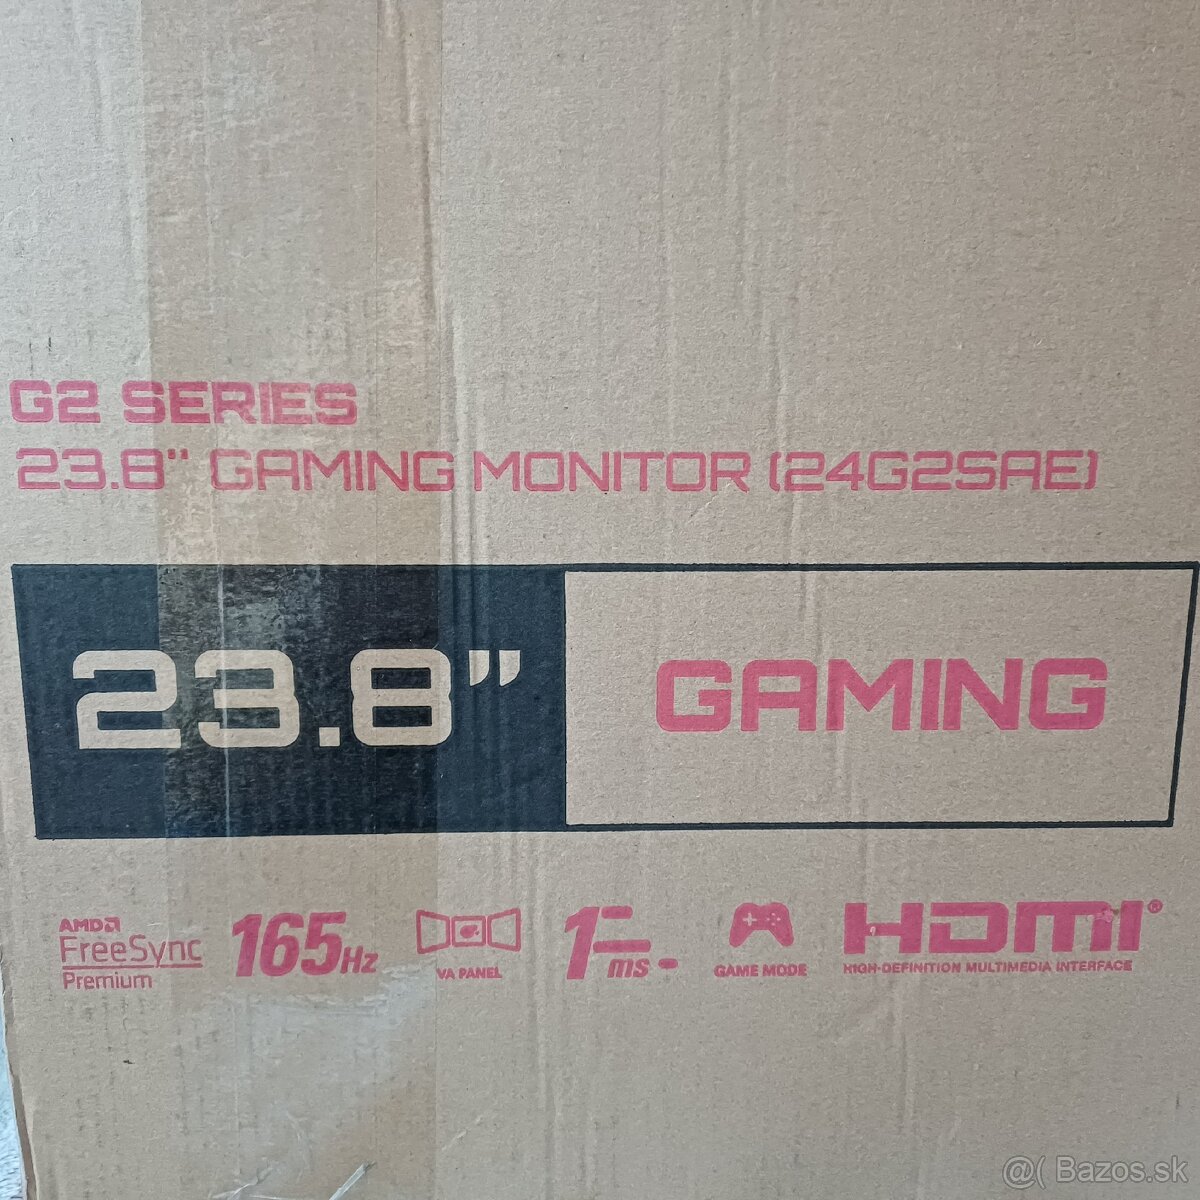 G2 SERIES
23.8" GAMING MONITOR (24G2SAE)
23.8" GAMING
AMD
FreeSync
Premium
165Hz
VA PANEL
1ms
GAME MODE
HDMI®
HIGH-DEFINITION MULTIMEDIA INTERFACE
@( Bazos.sk